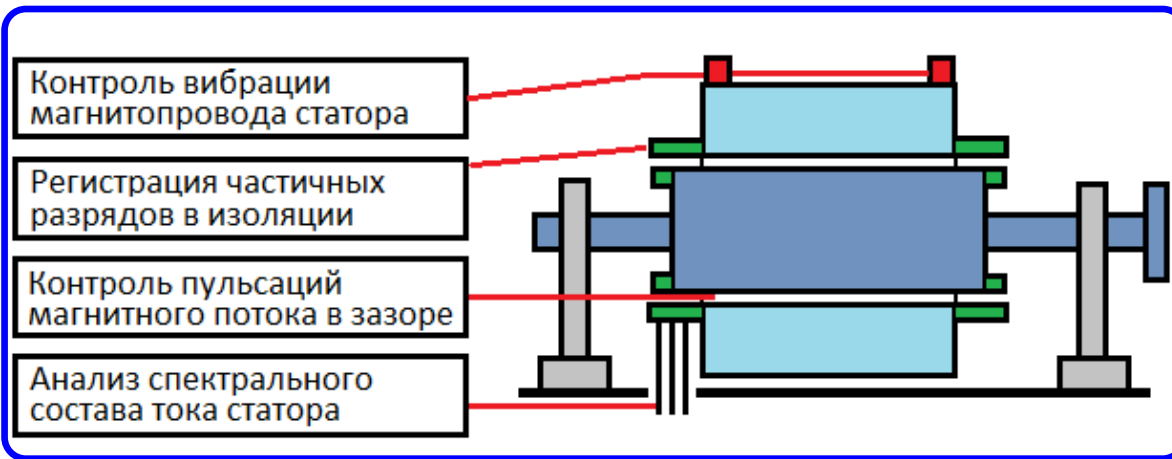 Контроль вибрации
магнитопровода статора
Регистрация частичных
разрядов в изоляции
Контроль пульсаций
магнитного потока в зазоре
Анализ спектрального
состава тока статора